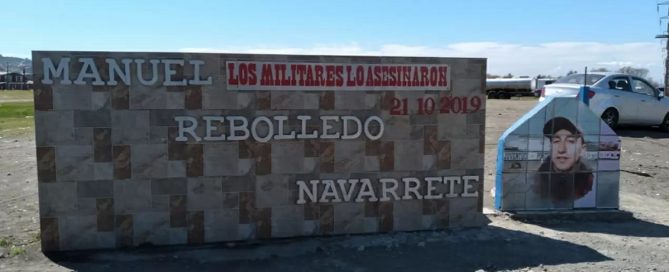 MANUEL
LOS MILITARES LO ASESINARON
21 10 2019
REBOLLEDO
NAVARRETE